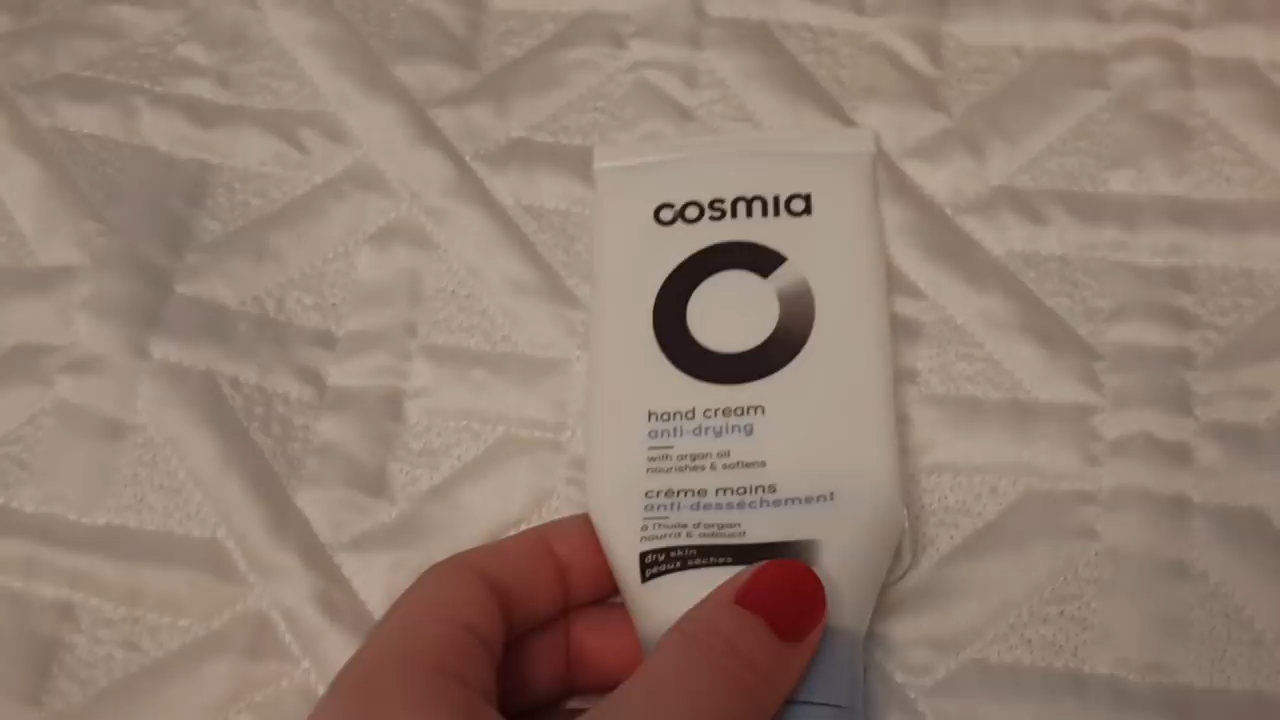 cosmia
hand cream
anti-drying
with argan oil
nourishes & softens
crème mains
anti-dessèchement
à l'huile d'argan
nourrit & adoucit
dry skin
peaux sèches